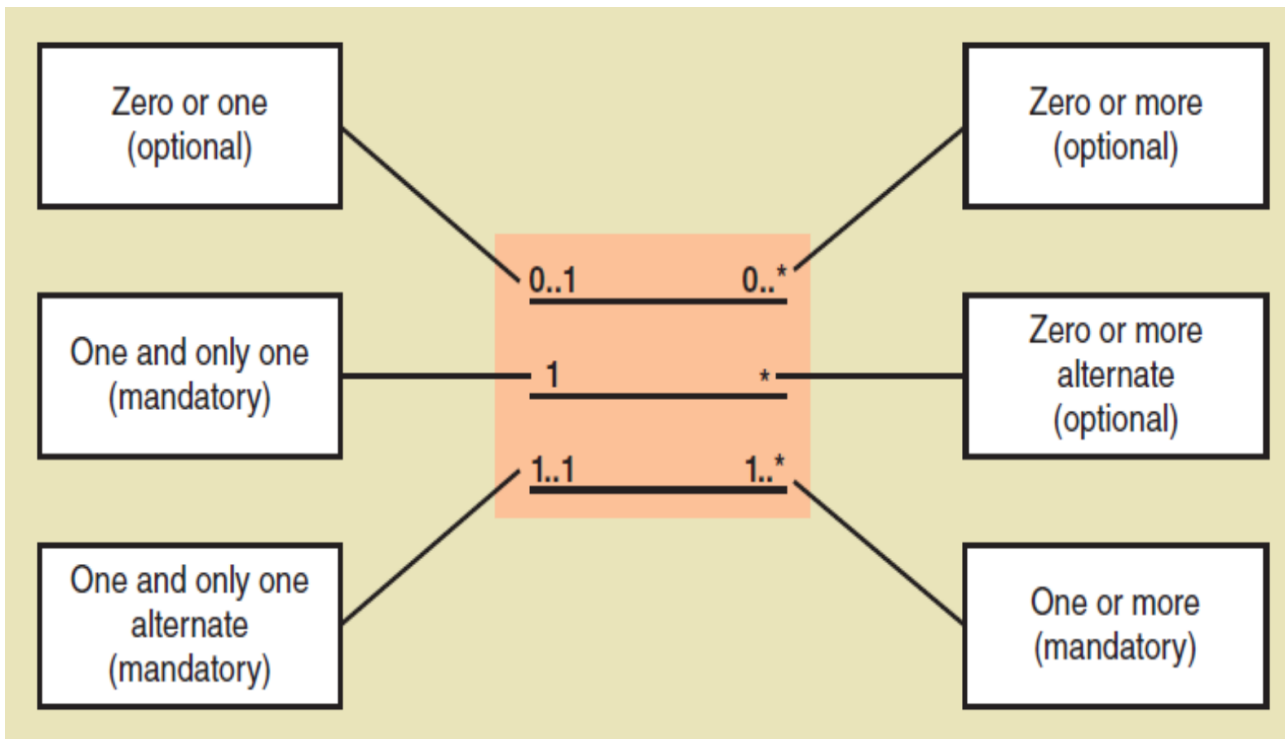 Zero or one
(optional)
Zero or more
(optional)
0..1
0..*
One and only one
(mandatory)
1
*
Zero or more
alternate
(optional)
1..1
1..*
One and only one
alternate
(mandatory)
One or more
(mandatory)